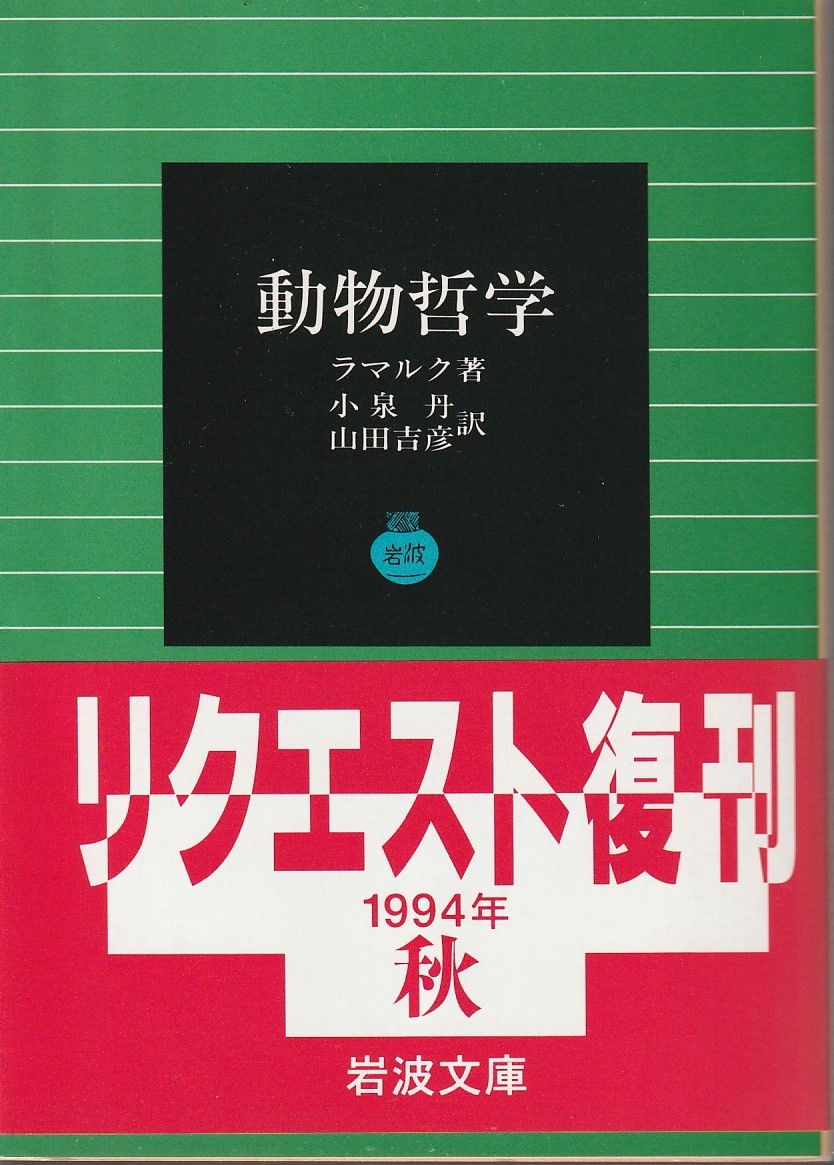 動物哲学
ラマルク著
小泉丹
山田吉彦訳
岩波
リクエスト復刊
1994年
秋
岩波文庫